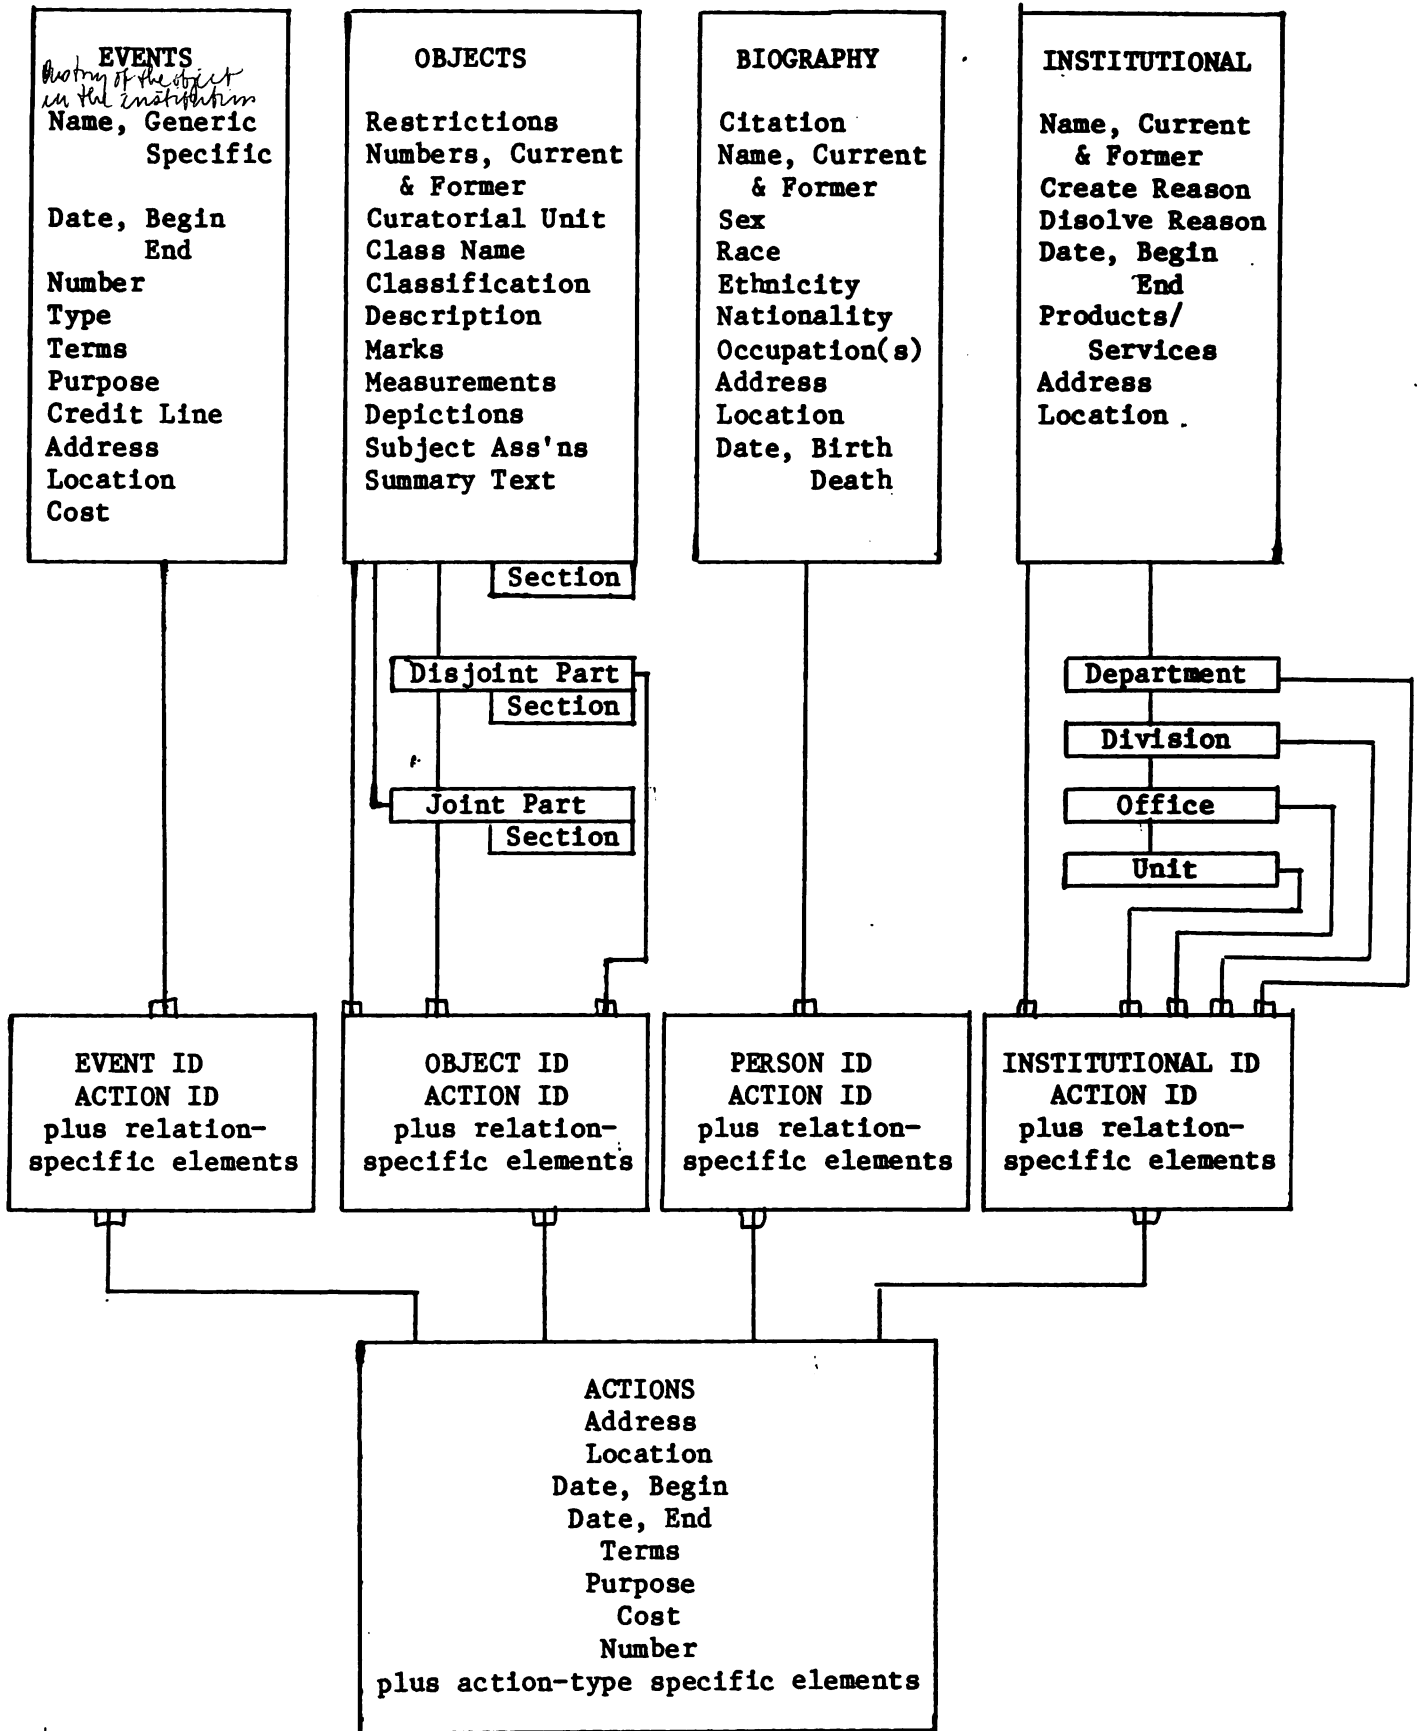 EVENTS
history of the object
in the institution
Name, Generic
Specific
Date, Begin
End
Number
Type
Terms
Purpose
Credit Line
Address
Location
Cost
OBJECTS
Restrictions
Numbers, Current
& Former
Curatorial Unit
Class Name
Classification
Description
Marks
Measurements
Depictions
Subject Ass'ns
Summary Text
BIOGRAPHY
Citation
Name, Current
& Former
Sex
Race
Ethnicity
Nationality
Occupation(s)
Address
Location
Date, Birth
Death
INSTITUTIONAL
Name, Current
& Former
Create Reason
Disolve Reason
Date, Begin
End
Products/
Services
Address
Location
Section
Disjoint Part
Section
Joint Part
Section
Department
Division
Office
Unit
EVENT ID
ACTION ID
plus relation-
specific elements
OBJECT ID
ACTION ID
plus relation-
specific elements
PERSON ID
ACTION ID
plus relation-
specific elements
INSTITUTIONAL ID
ACTION ID
plus relation-
specific elements
ACTIONS
Address
Location
Date, Begin
Date, End
Terms
Purpose
Cost
Number
plus action-type specific elements